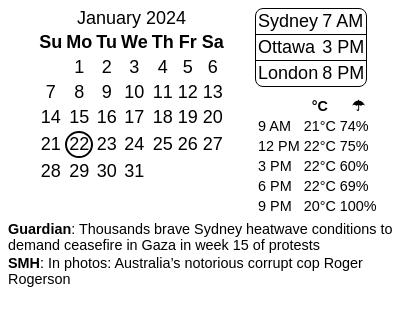 January 2024
Su Mo Tu We Th Fr Sa
1 2 3 4 5 6
7 8 9 10 11 12 13
14 15 16 17 18 19 20
21 22 23 24 25 26 27
28 29 30 31
Sydney 7 AM
Ottawa 3 PM
London 8 PM
°C ☂
9 AM 21°C 74%
12 PM 22°C 75%
3 PM 22°C 60%
6 PM 22°C 69%
9 PM 20°C 100%
Guardian: Thousands brave Sydney heatwave conditions to
demand ceasefire in Gaza in week 15 of protests
SMH: In photos: Australia’s notorious corrupt cop Roger
Rogerson